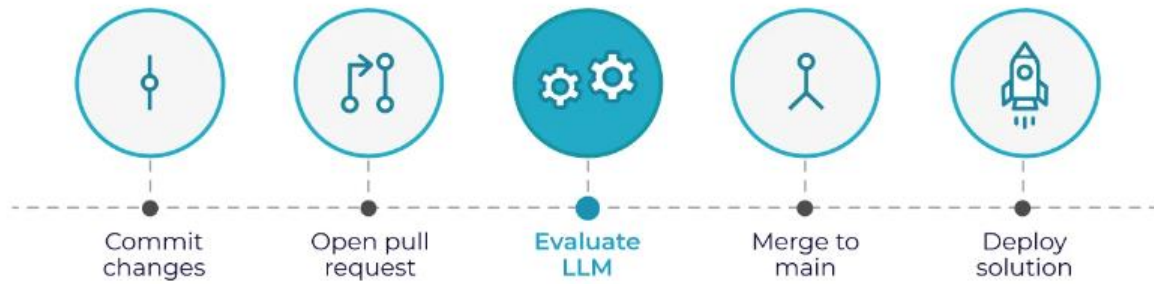 Commit
changes
Open pull
request
Evaluate
LLM
Merge to
main
Deploy
solution